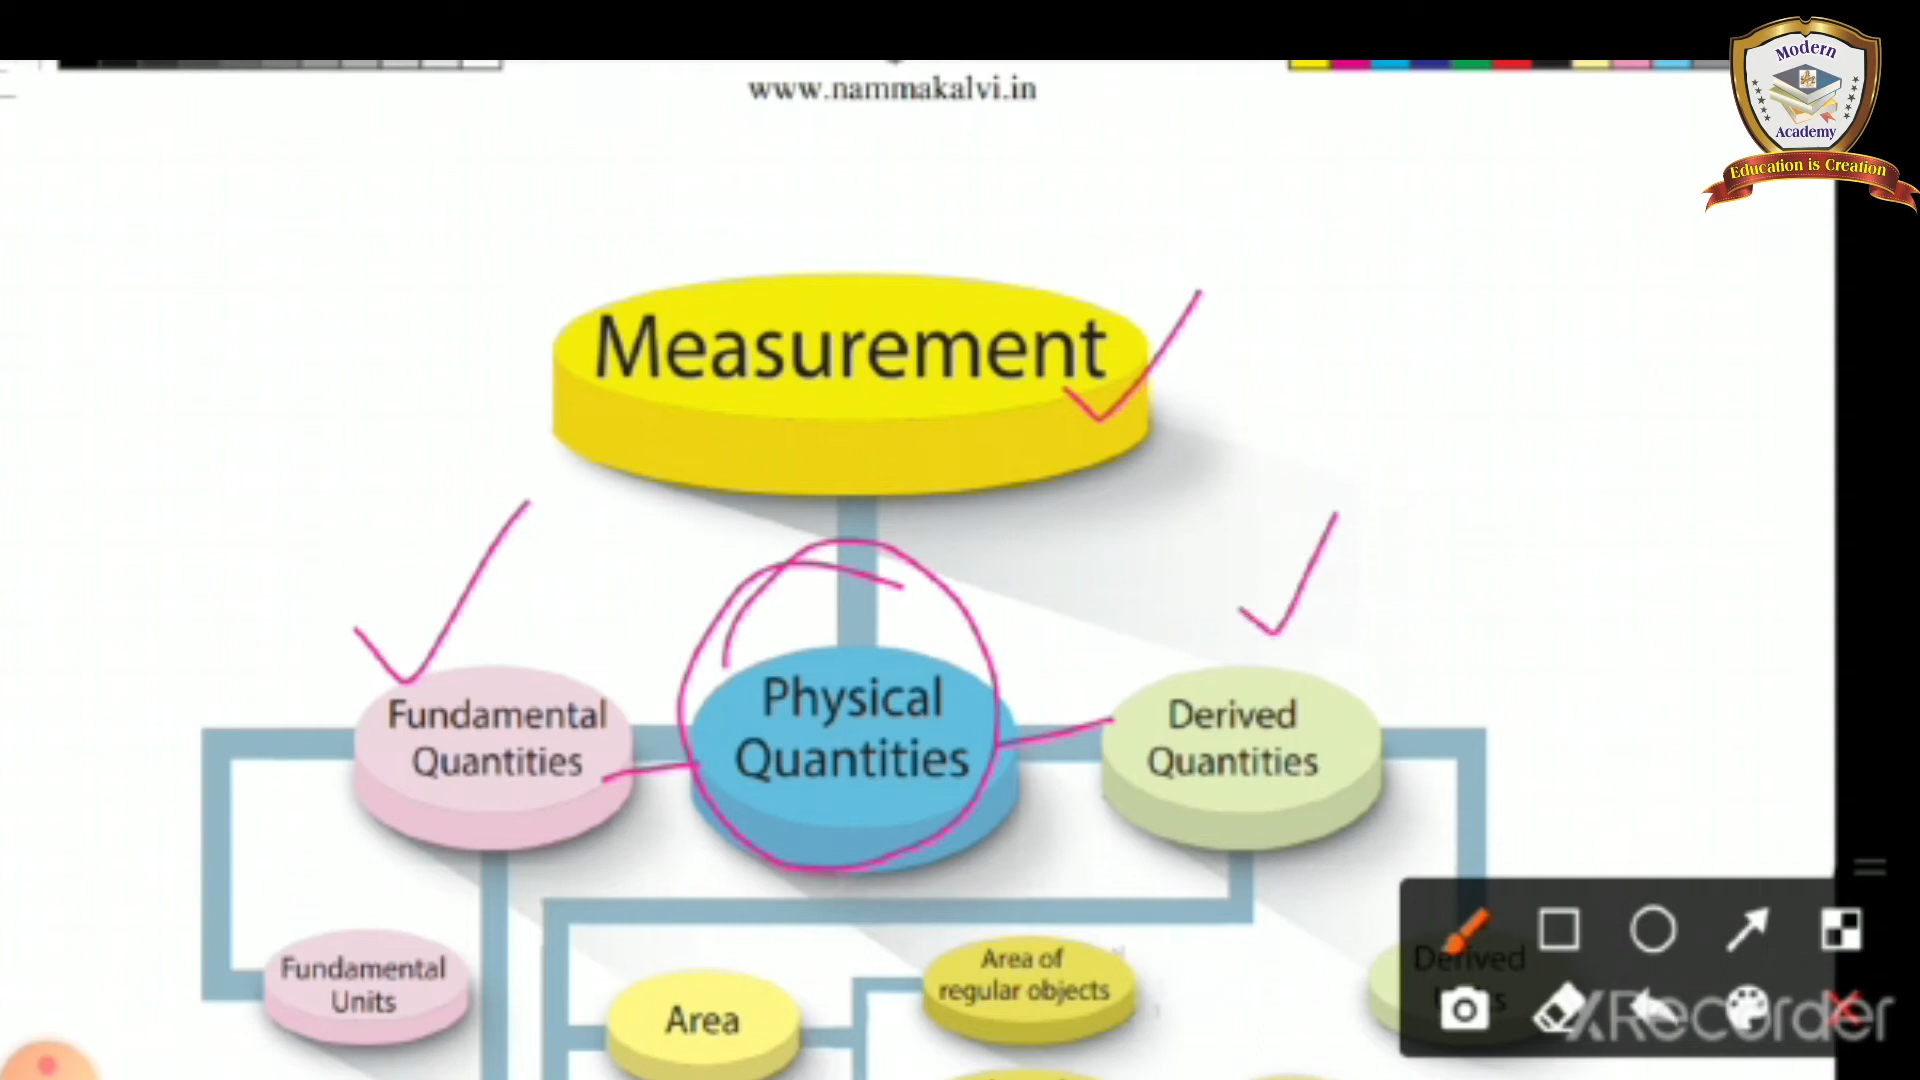 www.nammakalvi.in
Modern
Academy
Education is Creation
Measurement
Fundamental
Quantities
Physical
Quantities
Derived
Quantities
Fundamental
Units
Area
Area of
regular objects
Derived
XRecorder